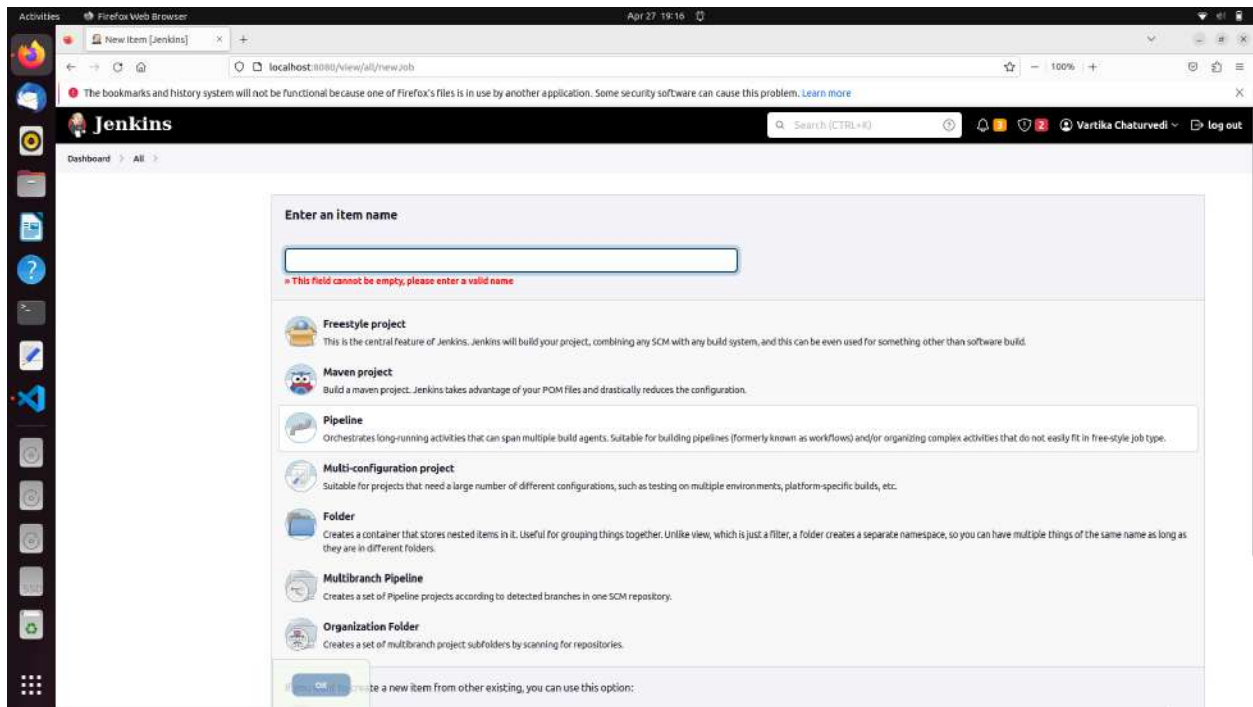 Activities Firefox Web Browser Apr 27 19:16
New Item [Jenkins]
localhost:8080/view/all/newJob 100%
The bookmarks and history system will not be functional because one of Firefox's files is in use by another application. Some security software can cause this problem. Learn more
Jenkins Search (CTRL+K) 3 2 Vartika Chaturvedi log out
Dashboard All
Enter an item name
» This field cannot be empty, please enter a valid name
Freestyle project
This is the central feature of Jenkins. Jenkins will build your project, combining any SCM with any build system, and this can be even used for something other than software build.
Maven project
Build a maven project. Jenkins takes advantage of your POM files and drastically reduces the configuration.
Pipeline
Orchestrates long-running activities that can span multiple build agents. Suitable for building pipelines (formerly known as workflows) and/or organizing complex activities that do not easily fit in free-style job type.
Multi-configuration project
Suitable for projects that need a large number of different configurations, such as testing on multiple environments, platform-specific builds, etc.
Folder
Creates a container that stores nested items in it. Useful for grouping things together. Unlike view, which is just a filter, a folder creates a separate namespace, so you can have multiple things of the same name as long as
they are in different folders.
Multibranch Pipeline
Creates a set of Pipeline projects according to detected branches in one SCM repository.
Organization Folder
Creates a set of multibranch project subfolders by scanning for repositories.
OK
te a new item from other existing, you can use this option: